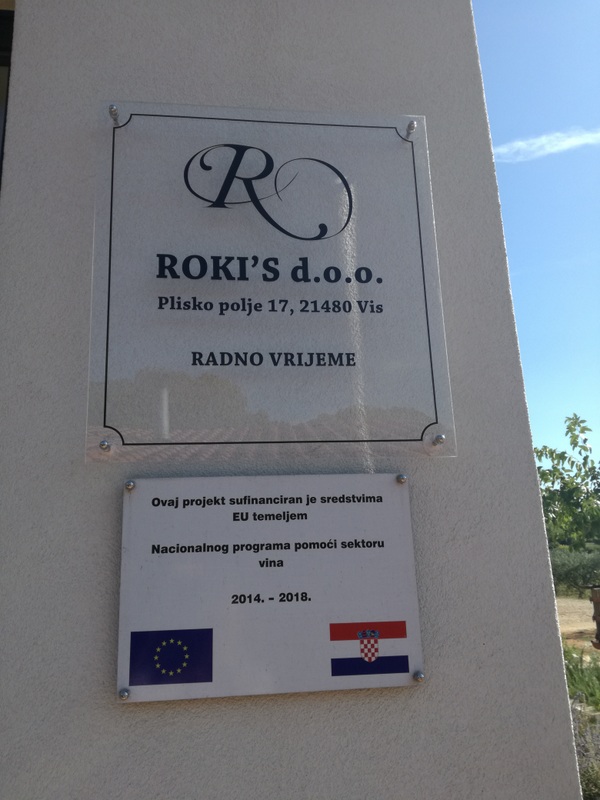 R
ROKI'S d.o.o.
Plisko polje 17, 21480 Vis
RADNO VRIJEME
Ovaj projekt sufinanciran je sredstvima
EU temeljem
Nacionalnog programa pomoći sektoru
vina
2014. - 2018.